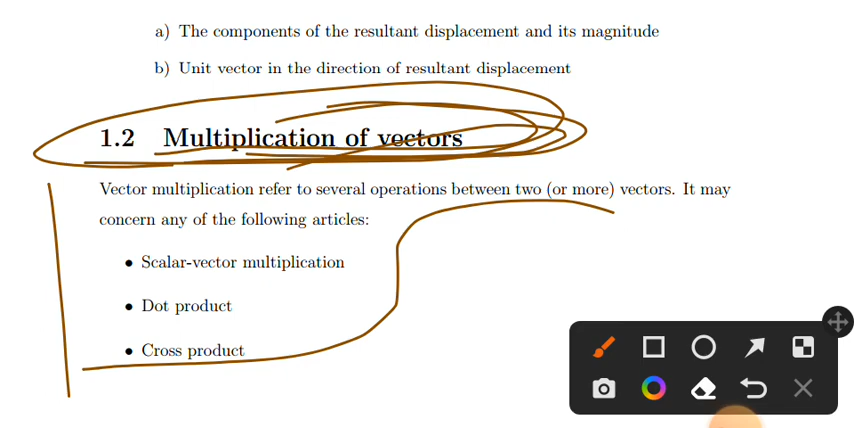 a) The components of the resultant displacement and its magnitude
b) Unit vector in the direction of resultant displacement
1.2 Multiplication of vectors
Vector multiplication refer to several operations between two (or more) vectors. It may
concern any of the following articles:
• Scalar-vector multiplication
• Dot product
• Cross product